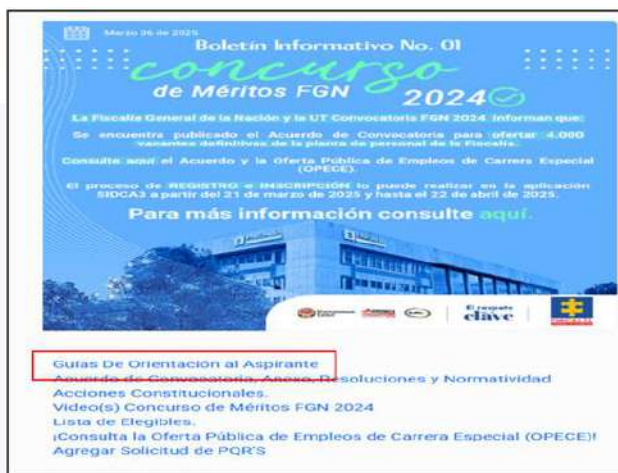 Marzo 06 de 2025
Boletín Informativo No. 01
concurso
de Méritos FGN 2024
La Fiscalía General de la Nación y la UT Convocatoria FGN 2024 informan que:
Se encuentra publicado el Acuerdo de Convocatoria para ofertar 4.000
vacantes definitivas de la planta de personal de la Fiscalía.
Consulte aquí el Acuerdo y la Oferta Pública de Empleos de Carrera Especial
(OPECE).
El proceso de REGISTRO e INSCRIPCIÓN lo puede realizar en la aplicación
SIDCA3 a partir del 21 de marzo de 2025 y hasta el 22 de abril de 2025.
Para más información consulte aquí.
El respeto
clave
Guías De Orientación al Aspirante
Acuerdo de Convocatoria, Anexo, Resoluciones y Normatividad
Acciones Constitucionales.
Video(s) Concurso de Méritos FGN 2024
Lista de Elegibles.
¡Consulta la Oferta Pública de Empleos de Carrera Especial (OPECE)!
Agregar Solicitud de PQR'S